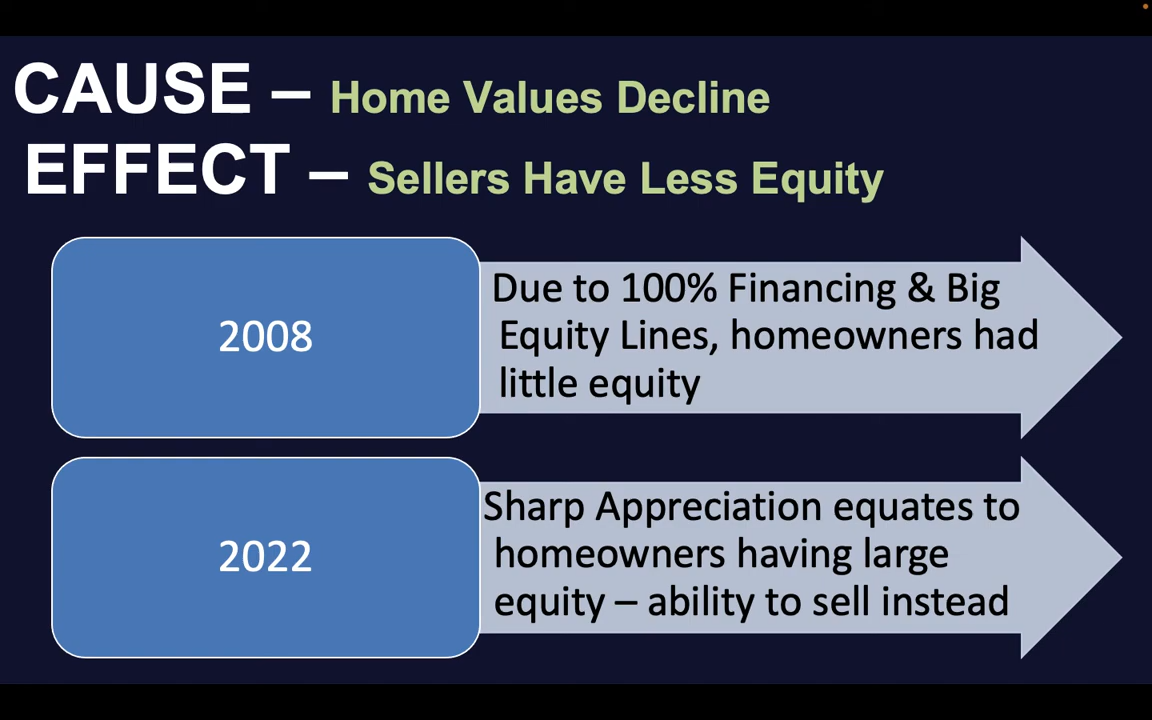 CAUSE – Home Values Decline
EFFECT – Sellers Have Less Equity
2008
Due to 100% Financing & Big
Equity Lines, homeowners had
little equity
2022
Sharp Appreciation equates to
homeowners having large
equity – ability to sell instead